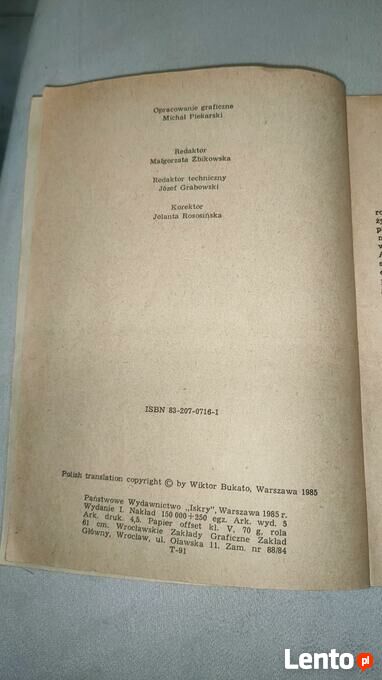 Opracowanie graficzne
Michał Piekarski
Redaktor
Małgorzata Żbikowska
Redaktor techniczny
Józef Grabowski
Korektor
Jolanta Rososińska
ISBN 83-207-0716-1
Polish translation copyright © by Wiktor Bukato, Warszawa 1985
Państwowe Wydawnictwo „Iskry”, Warszawa 1985 r.
Wydanie I. Nakład 150 000+250 egz. Ark. wyd. 5
Ark. druk. 4,5. Papier offset kl. V, 70 g, rola
61 cm. Wrocławskie Zakłady Graficzne Zakład
Główny, Wrocław, ul. Oławska 11. Zam. nr 88/84
T-91
Lento.pl